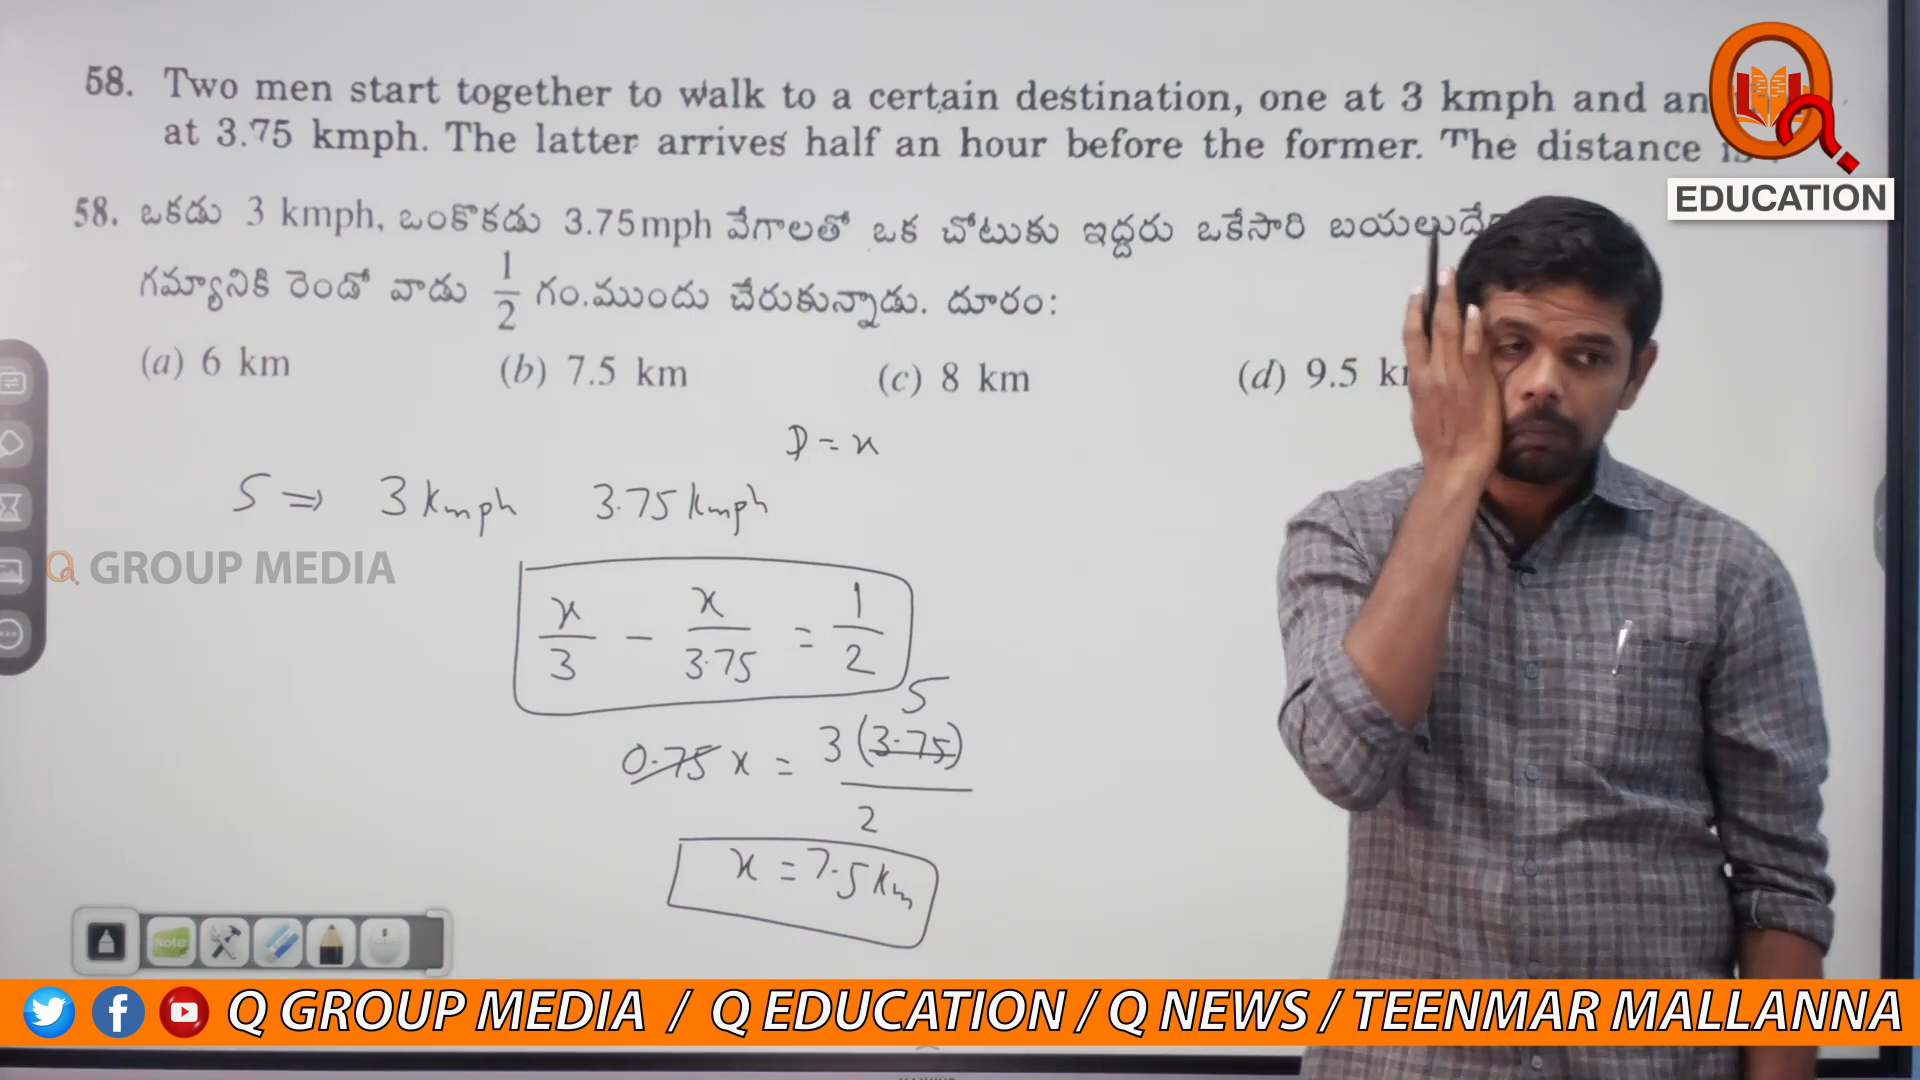 58. Two men start together to walk to a certain destination, one at 3 kmph and an
at 3.75 kmph. The latter arrives half an hour before the former. The distance is
EDUCATION
58. ఒకడు 3 kmph, ఒంకొకడు 3.75mph వేగాలతో ఒక చోటుకు ఇద్దరు ఒకేసారి
గమ్యానికి రెండో వాడు 1/2 గం.ముందు చేరుకున్నాడు. దూరం:
(a) 6 km (b) 7.5 km (c) 8 km (d) 9.5
D = x
S ⇒ 3 kmph 3.75 kmph
Q GROUP MEDIA
x/3 - x/3.75 = 1/2
5
0.75 x = 3 (3.75)/2
x = 7.5 km
Note
Q GROUP MEDIA / Q EDUCATION / Q NEWS / TEENMAR MALLANNA